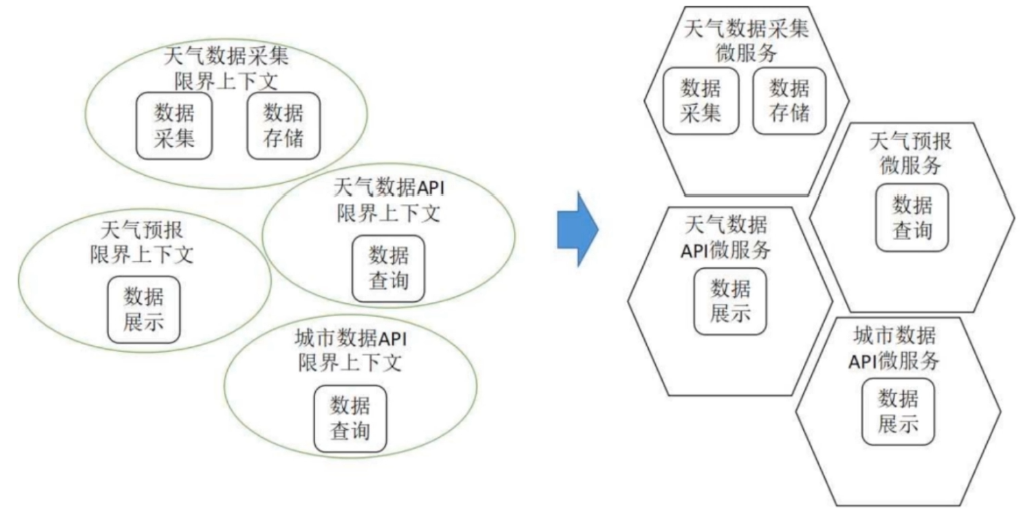 天气数据采集
限界上下文
数据
采集
数据
存储
天气数据API
限界上下文
数据
查询
天气预报
限界上下文
数据
展示
城市数据API
限界上下文
数据
查询
天气数据采集
微服务
数据
采集
数据
存储
天气预报
微服务
数据
查询
天气数据
API微服务
数据
展示
城市数据
API微服务
数据
展示